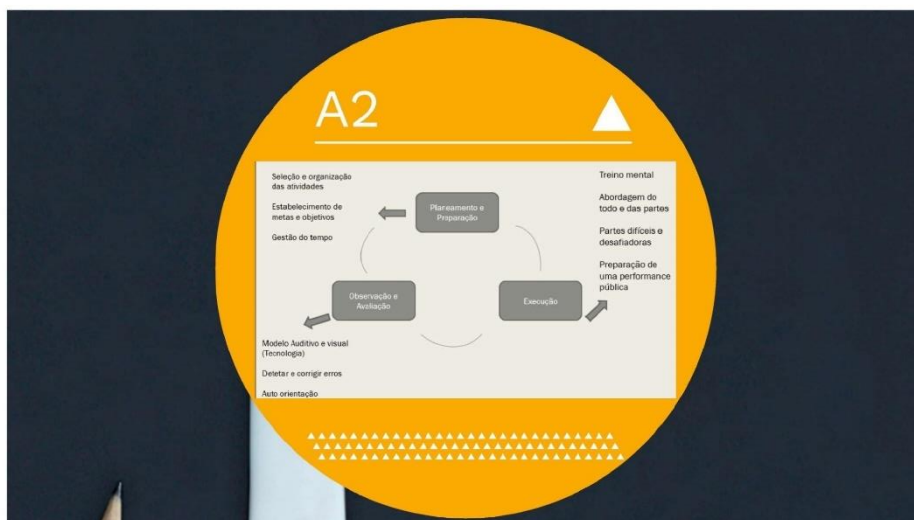 A2
Seleção e organização
das atividades
Estabelecimento de
metas e objetivos
Gestão do tempo
Planeamento e
Preparação
Treino mental
Abordagem do
todo e das partes
Partes difíceis e
desafiadoras
Preparação de
uma performance
pública
Observação e
Avaliação
Execução
Modelo Auditivo e visual
(Tecnologia)
Detetar e corrigir erros
Auto orientação